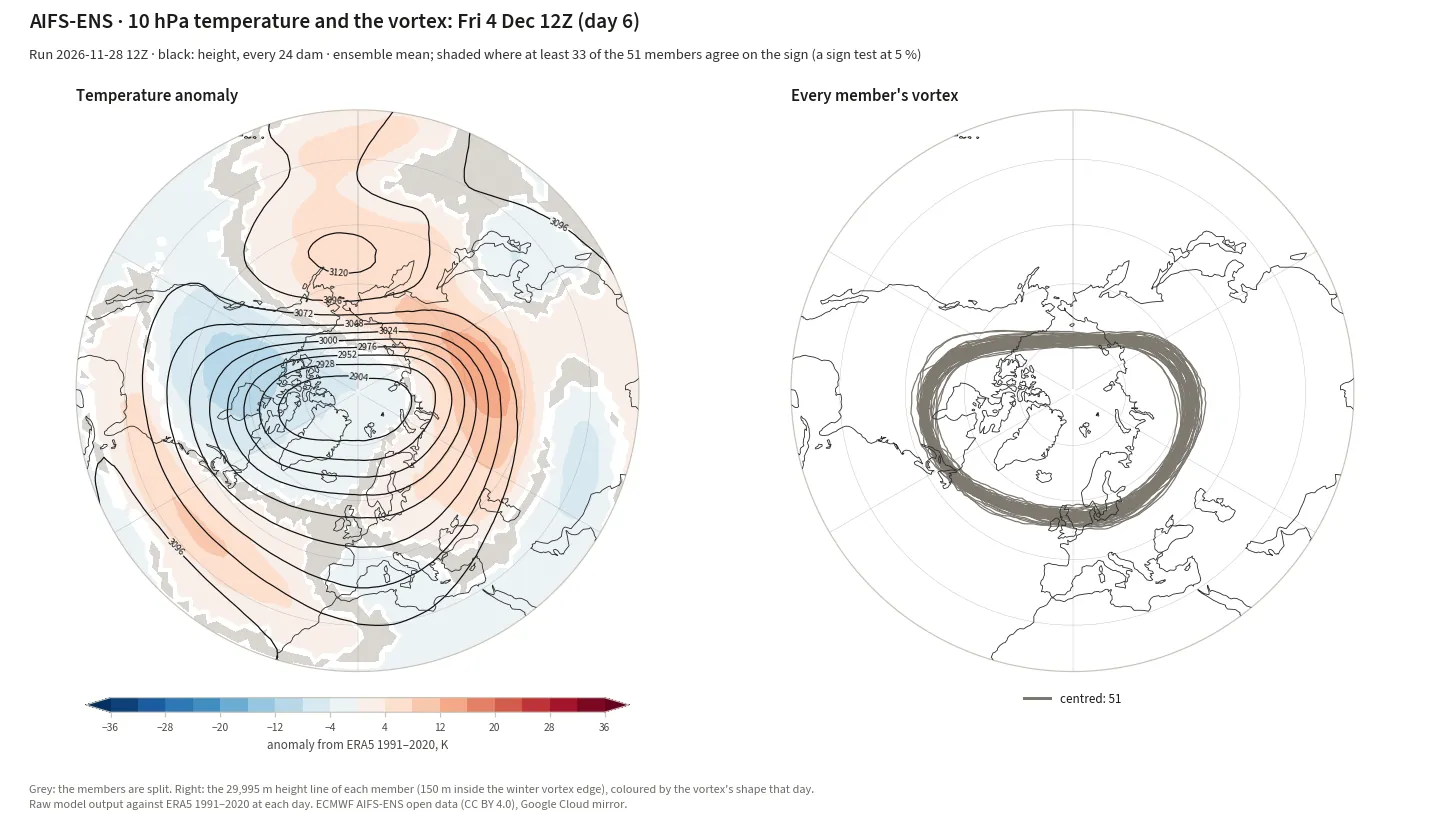 AIFS-ENS · 10 hPa temperature and the vortex: Fri 4 Dec 12Z (day 6)
Run 2026-11-28 12Z · black: height, every 24 dam · ensemble mean; shaded where at least 33 of the 51 members agree on the sign (a sign test at 5 %)
Temperature anomaly
Every member's vortex
3096
3120
3096
3072
3048
3024
3000
2976
2952
2928
2904
3096
centred: 51
−36 −28 −20 −12 −4 4 12 20 28 36
anomaly from ERA5 1991–2020, K
Grey: the members are split. Right: the 29,995 m height line of each member (150 m inside the winter vortex edge), coloured by the vortex's shape that day.
Raw model output against ERA5 1991–2020 at each day. ECMWF AIFS-ENS open data (CC BY 4.0), Google Cloud mirror.